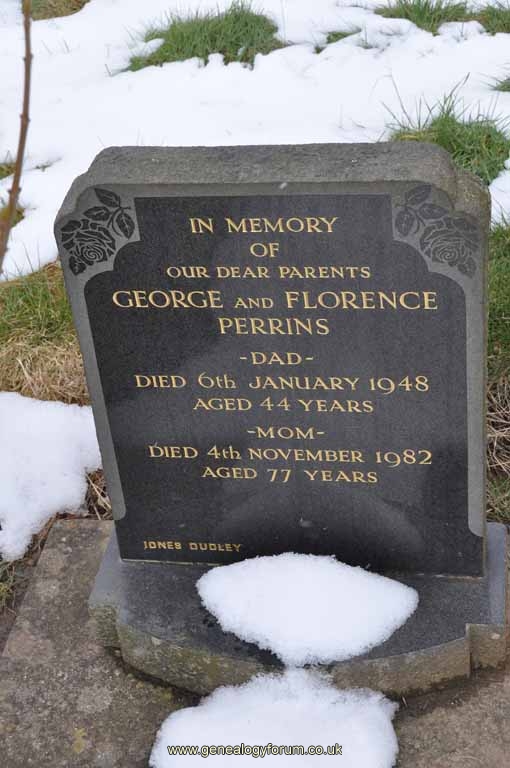 IN MEMORY
OF
OUR DEAR PARENTS
GEORGE AND FLORENCE
PERRINS
-DAD-
DIED 6th JANUARY 1948
AGED 44 YEARS
-MOM-
DIED 4th NOVEMBER 1982
AGED 77 YEARS
JONES DUDLEY
www.genealogyforum.co.uk